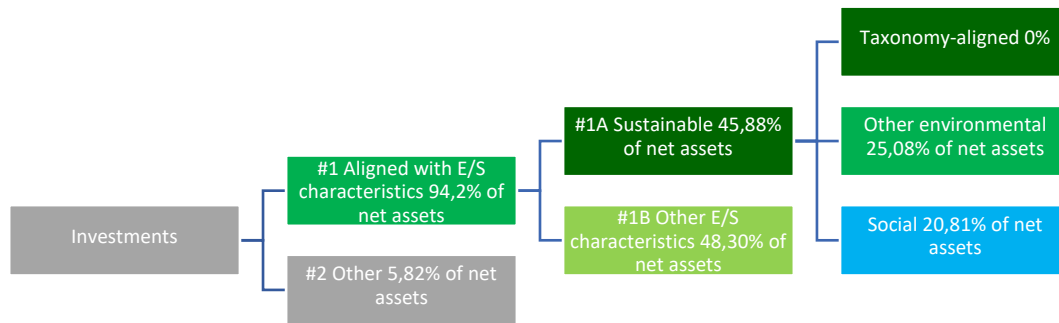 Investments
#1 Aligned with E/S
characteristics 94,2% of
net assets
#2 Other 5,82% of net
assets
#1A Sustainable 45,88%
of net assets
#1B Other E/S
characteristics 48,30%
of net assets
Taxonomy-aligned 0%
Other environmental
25,08% of net assets
Social 20,81% of net
assets